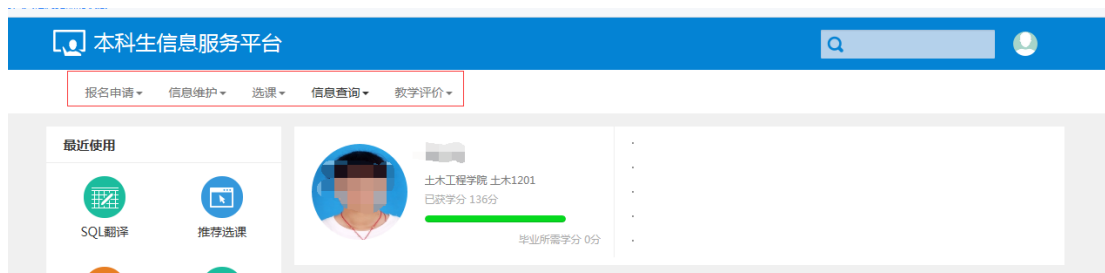 本科生信息服务平台
报名申请 信息维护 选课 信息查询 教学评价
最近使用
土木工程学院 土木1201
已获学分 136分
SQL翻译 推荐选课
毕业所需学分 0分